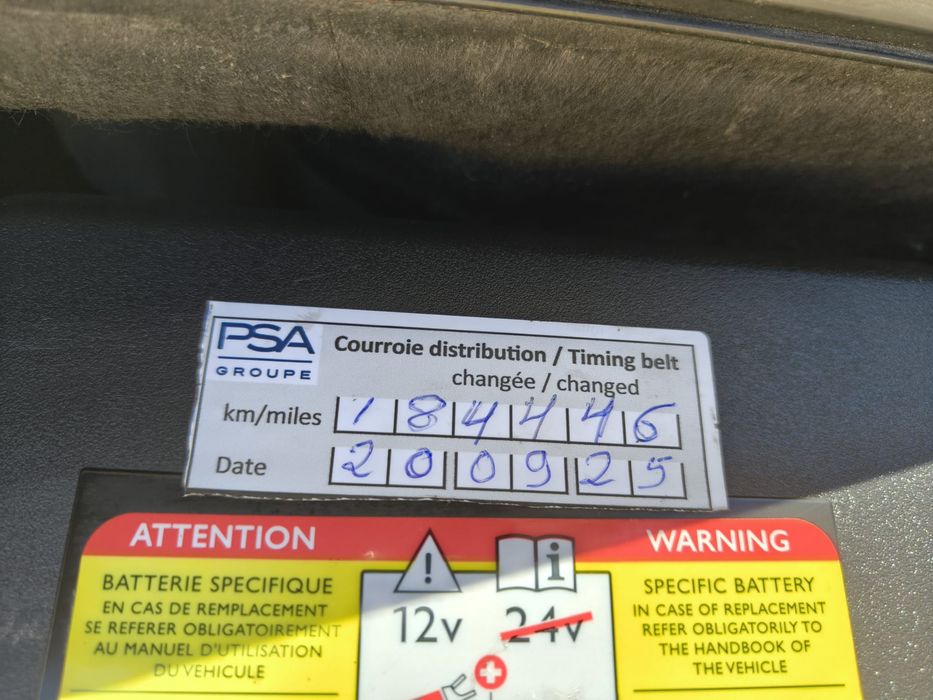 PSA
GROUPE
Courroie distribution / Timing belt
changée / changed
km/miles 184446
Date 200925
ATTENTION
BATTERIE SPECIFIQUE
EN CAS DE REMPLACEMENT
SE REFERER OBLIGATOIREMENT
AU MANUEL D'UTILISATION
DU VEHICULE
! i
12v 24v
WARNING
SPECIFIC BATTERY
IN CASE OF REPLACEMENT
REFER OBLIGATORILY TO
THE HANDBOOK OF
THE VEHICLE